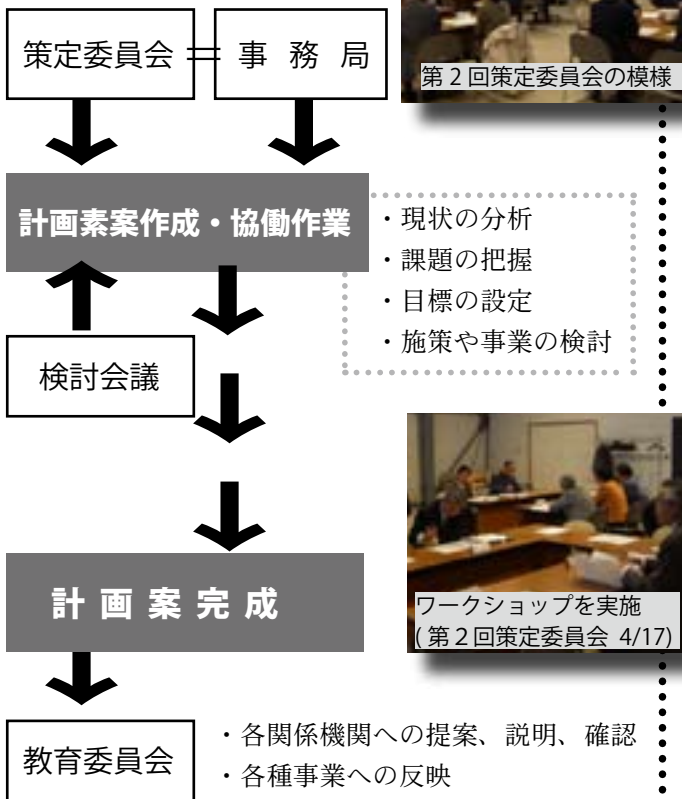 策定委員会 = 事務局
第2回策定委員会の模様
計画素案作成・協働作業
・現状の分析
・課題の把握
・目標の設定
・施策や事業の検討
検討会議
ワークショップを実施
(第2回策定委員会 4/17)
計画案完成
教育委員会
・各関係機関への提案、説明、確認
・各種事業への反映